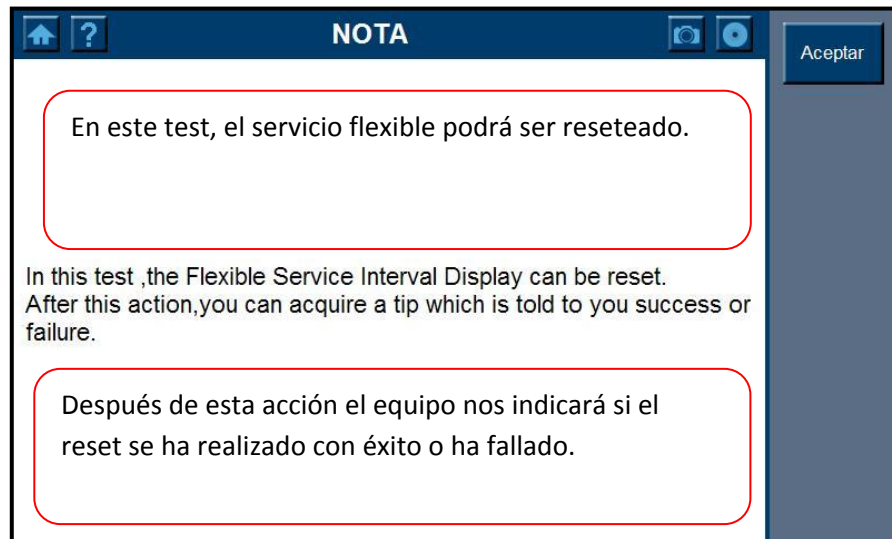 ? NOTA
Aceptar
En este test, el servicio flexible podrá ser reseteado.
In this test ,the Flexible Service Interval Display can be reset.
After this action,you can acquire a tip which is told to you success or
failure.
Después de esta acción el equipo nos indicará si el
reset se ha realizado con éxito o ha fallado.